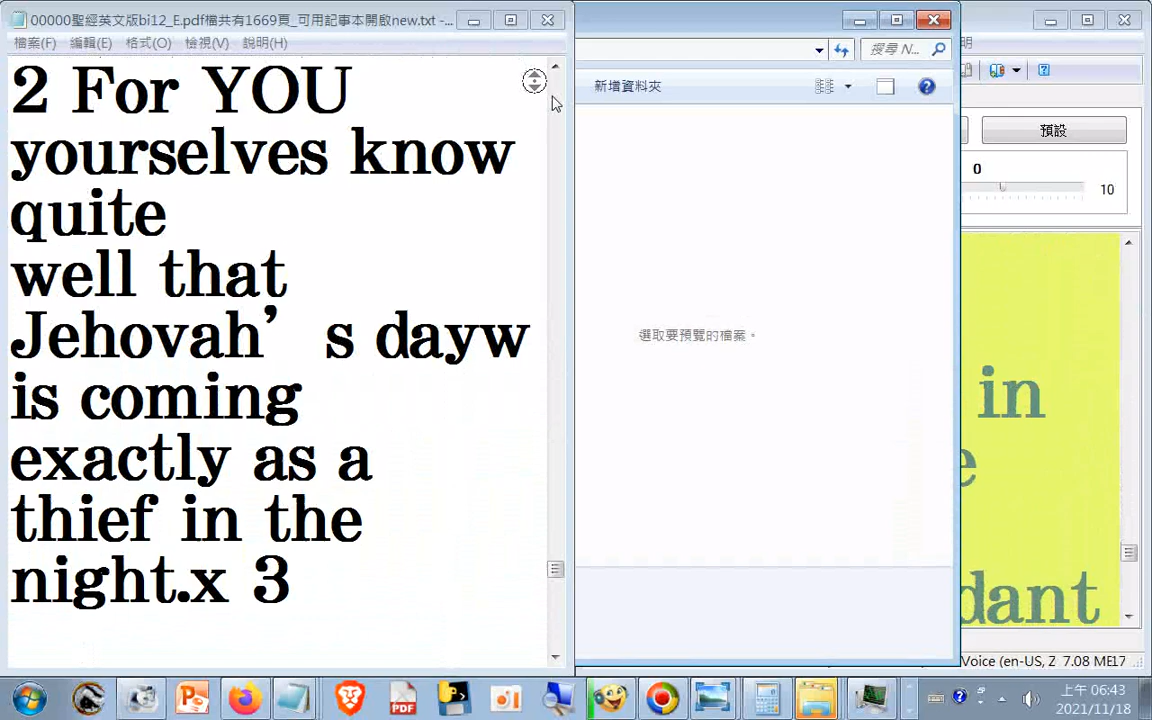 00000聖經英文版bi12_E.pdf檔共有1669頁_可用記事本開啟new.txt -...
檔案(F) 編輯(E) 格式(O) 檢視(V) 說明(H)
2 For YOU
yourselves know
quite
well that
Jehovah’s dayw
is coming
exactly as a
thief in the
night.x 3
搜尋 N...
新增資料夾
選取要預覽的檔案。
明
預設
0
10
in
e
dant
Voice (en-US, Z 7.08 ME17
PDF
上午 06:43
2021/11/18